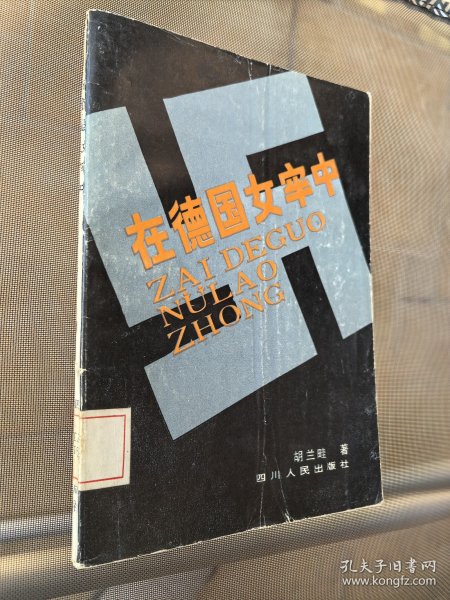 在德国女牢中
ZAI DEGUO
NÜLAO
ZHONG
胡兰畦 著
四川人民出版社
孔夫子旧书网
www.kongfz.com